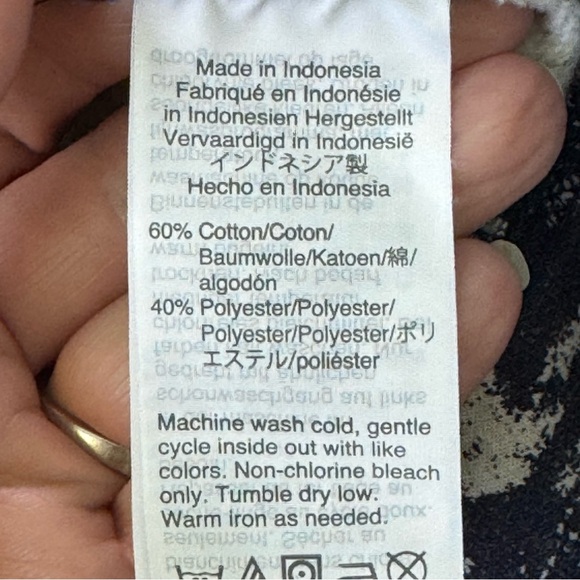 Made in Indonesia
Fabriqué en Indonésie
in Indonesien Hergestellt
Vervaardigd in Indonesië
インドネシア製
Hecho en Indonesia
60% Cotton/Coton/
Baumwolle/Katoen/綿/
algodón
40% Polyester/Polyester/
Polyester/Polyester/ポリ
エステル/poliéster
Machine wash cold, gentle
cycle inside out with like
colors. Non-chlorine bleach
only. Tumble dry low.
Warm iron as needed.